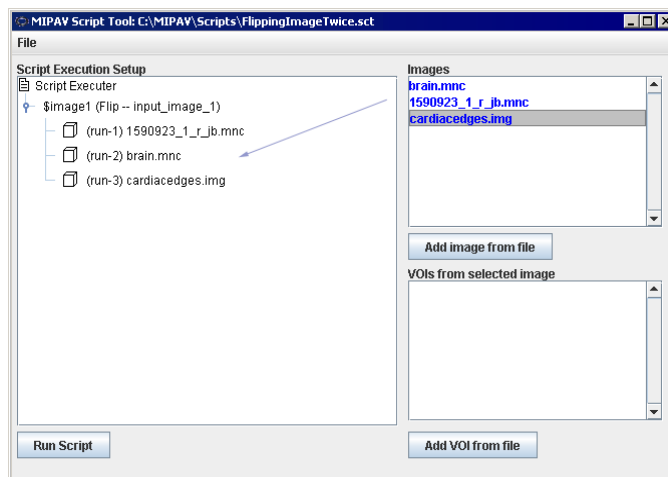 MIPAV Script Tool: C:\MIPAV\Scripts\FlippingImageTwice.sct
File
Script Execution Setup
Script Executer
$image1 (Flip -- input_image_1)
(run-1) 1590923_1_r_jb.mnc
(run-2) brain.mnc
(run-3) cardiacedges.img
Run Script
Images
brain.mnc
1590923_1_r_jb.mnc
cardiacedges.img
Add image from file
VOIs from selected image
Add VOI from file